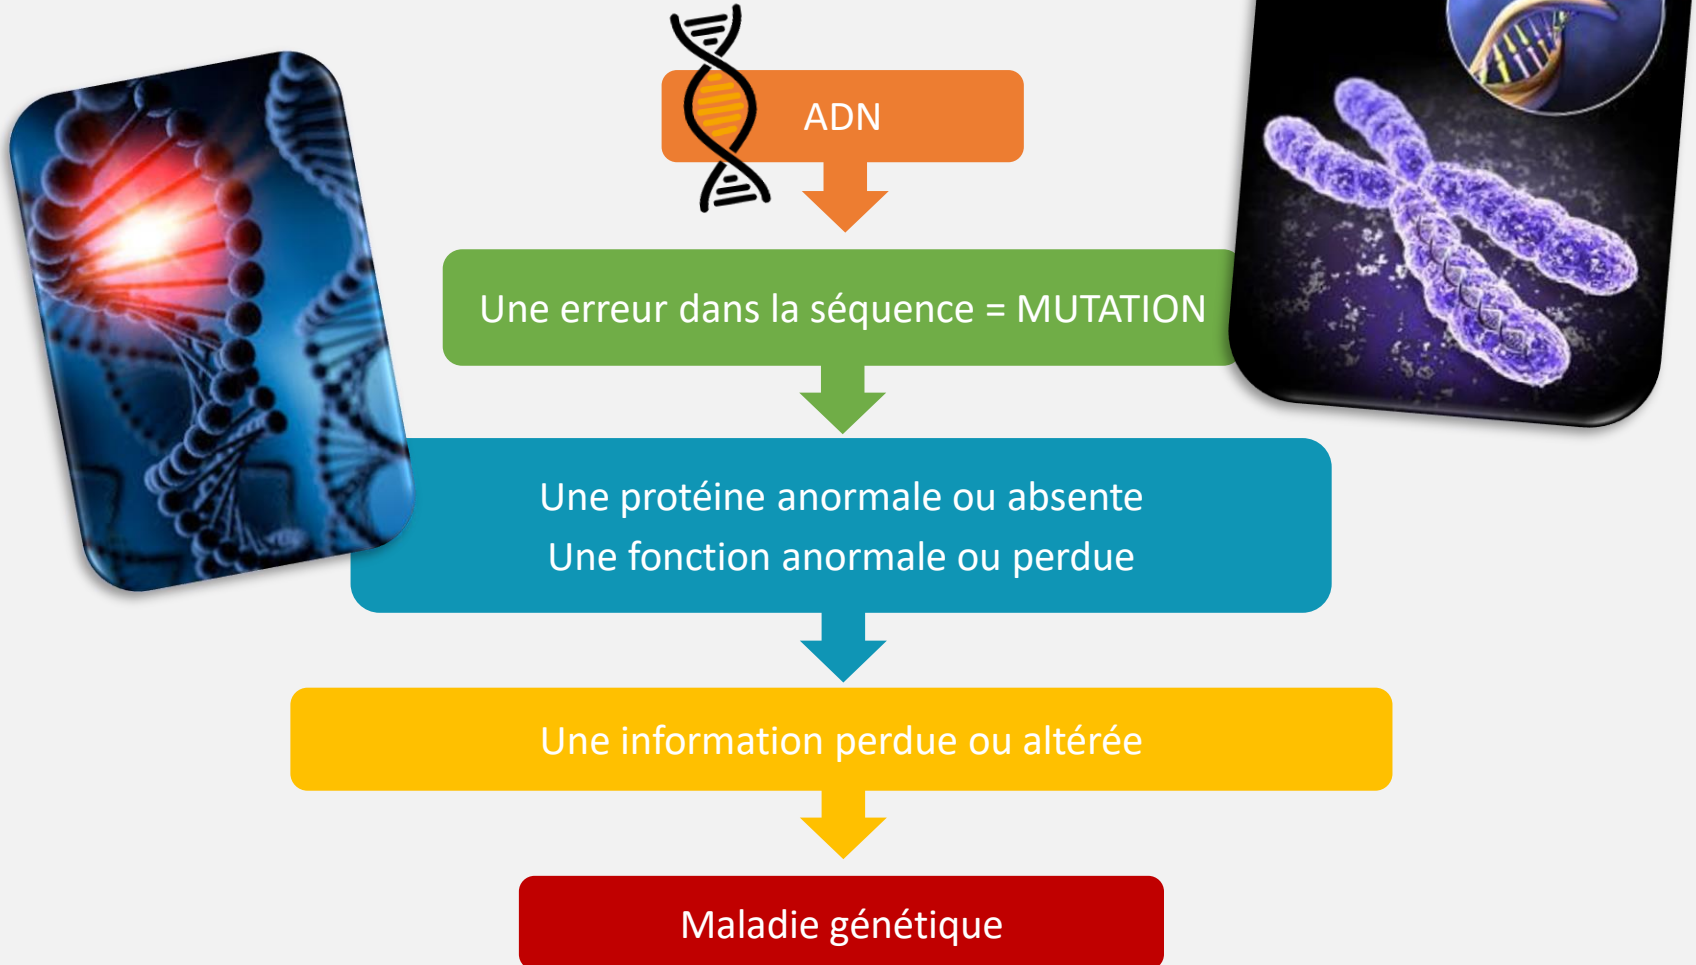 ADN
Une erreur dans la séquence = MUTATION
Une protéine anormale ou absente
Une fonction anormale ou perdue
Une information perdue ou altérée
Maladie génétique